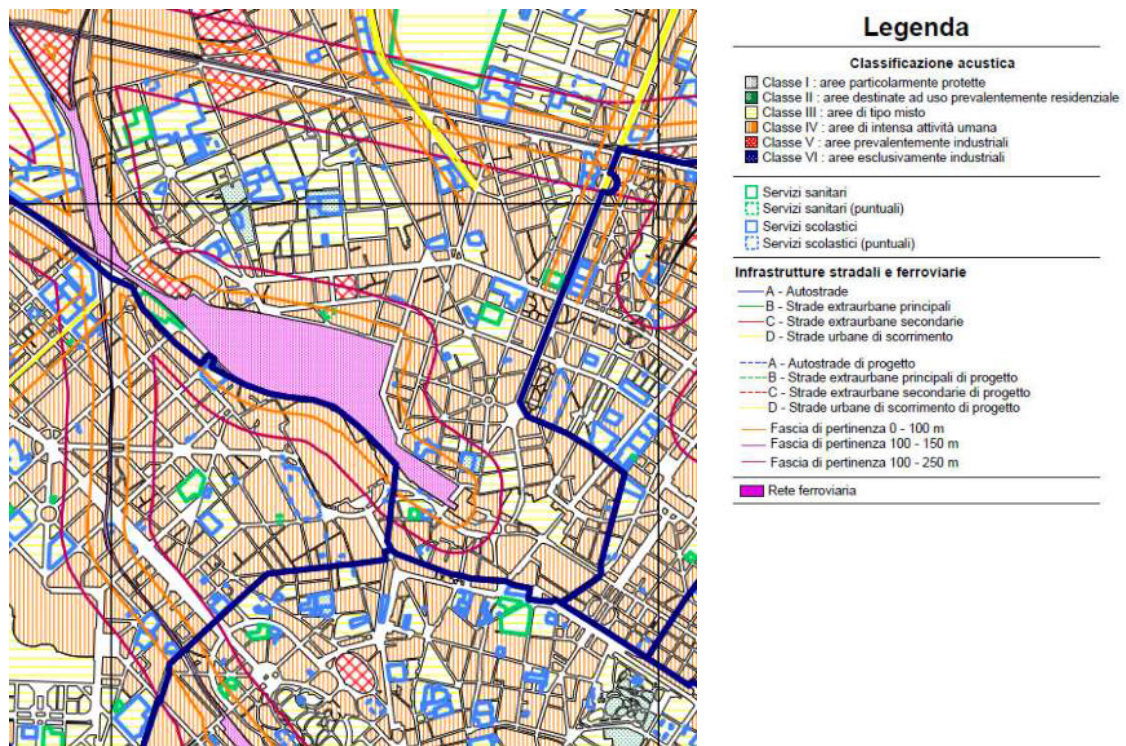 Legenda
Classificazione acustica
Classe I : aree particolarmente protette
Classe II : aree destinate ad uso prevalentemente residenziale
Classe III : aree di tipo misto
Classe IV : aree di intensa attività umana
Classe V : aree prevalentemente industriali
Classe VI : aree esclusivamente industriali
Servizi sanitari
Servizi sanitari (puntuali)
Servizi scolastici
Servizi scolastici (puntuali)
Infrastrutture stradali e ferroviarie
A - Autostrade
B - Strade extraurbane principali
C - Strade extraurbane secondarie
D - Strade urbane di scorrimento
A - Autostrade di progetto
B - Strade extraurbane principali di progetto
C - Strade extraurbane secondarie di progetto
D - Strade urbane di scorrimento di progetto
Fascia di pertinenza 0 - 100 m
Fascia di pertinenza 100 - 150 m
Fascia di pertinenza 100 - 250 m
Rete ferroviaria